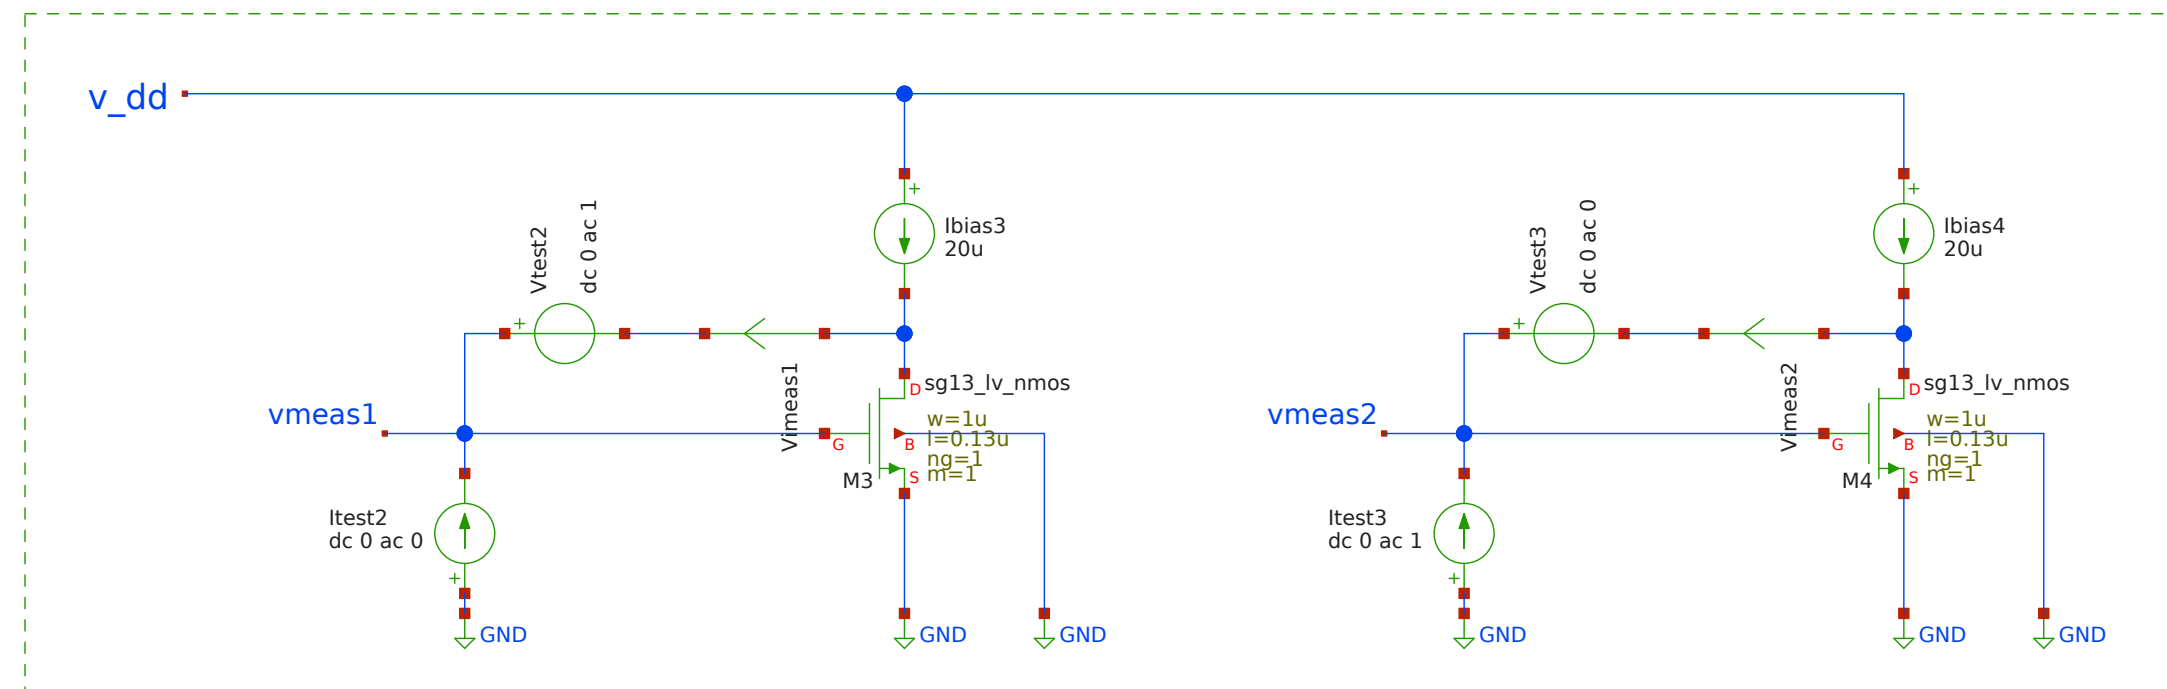 v_dd
+
Ibias3
20u
Vtest2
dc 0 ac 1
+
Vimeas1
D
sg13_lv_nmos
vmeas1
w=1u
l=0.13u
ng=1
m=1
G
B
S
M3
Itest2
dc 0 ac 0
+
GND
GND
GND
+
Ibias4
20u
Vtest3
dc 0 ac 0
+
Vimeas2
D
sg13_lv_nmos
vmeas2
w=1u
l=0.13u
ng=1
m=1
G
B
S
M4
Itest3
dc 0 ac 1
+
GND
GND
GND